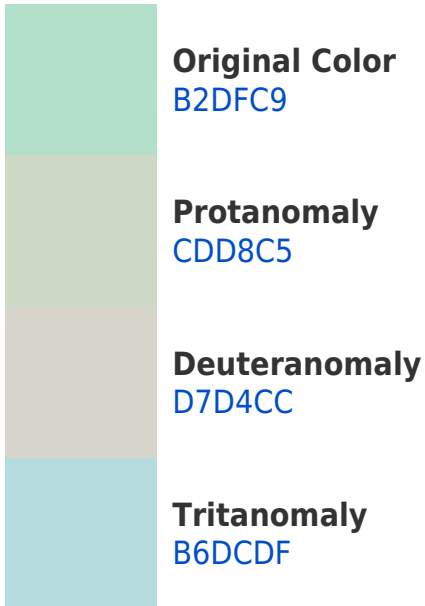 Original Color
B2DFC9
Protanomaly
CDD8C5
Deuteranomaly
D7D4CC
Tritanomaly
B6DCDF